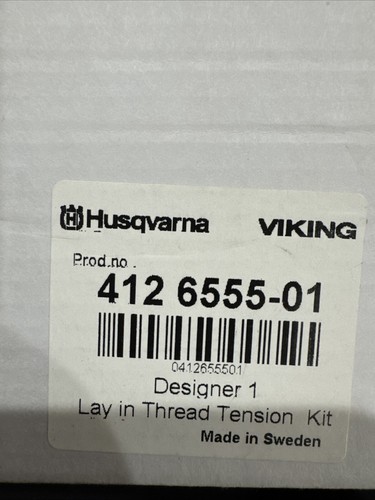 Husqvarna VIKING
Prod.no.
412 6555-01
0412655501
Designer 1
Lay in Thread Tension Kit
Made in Sweden